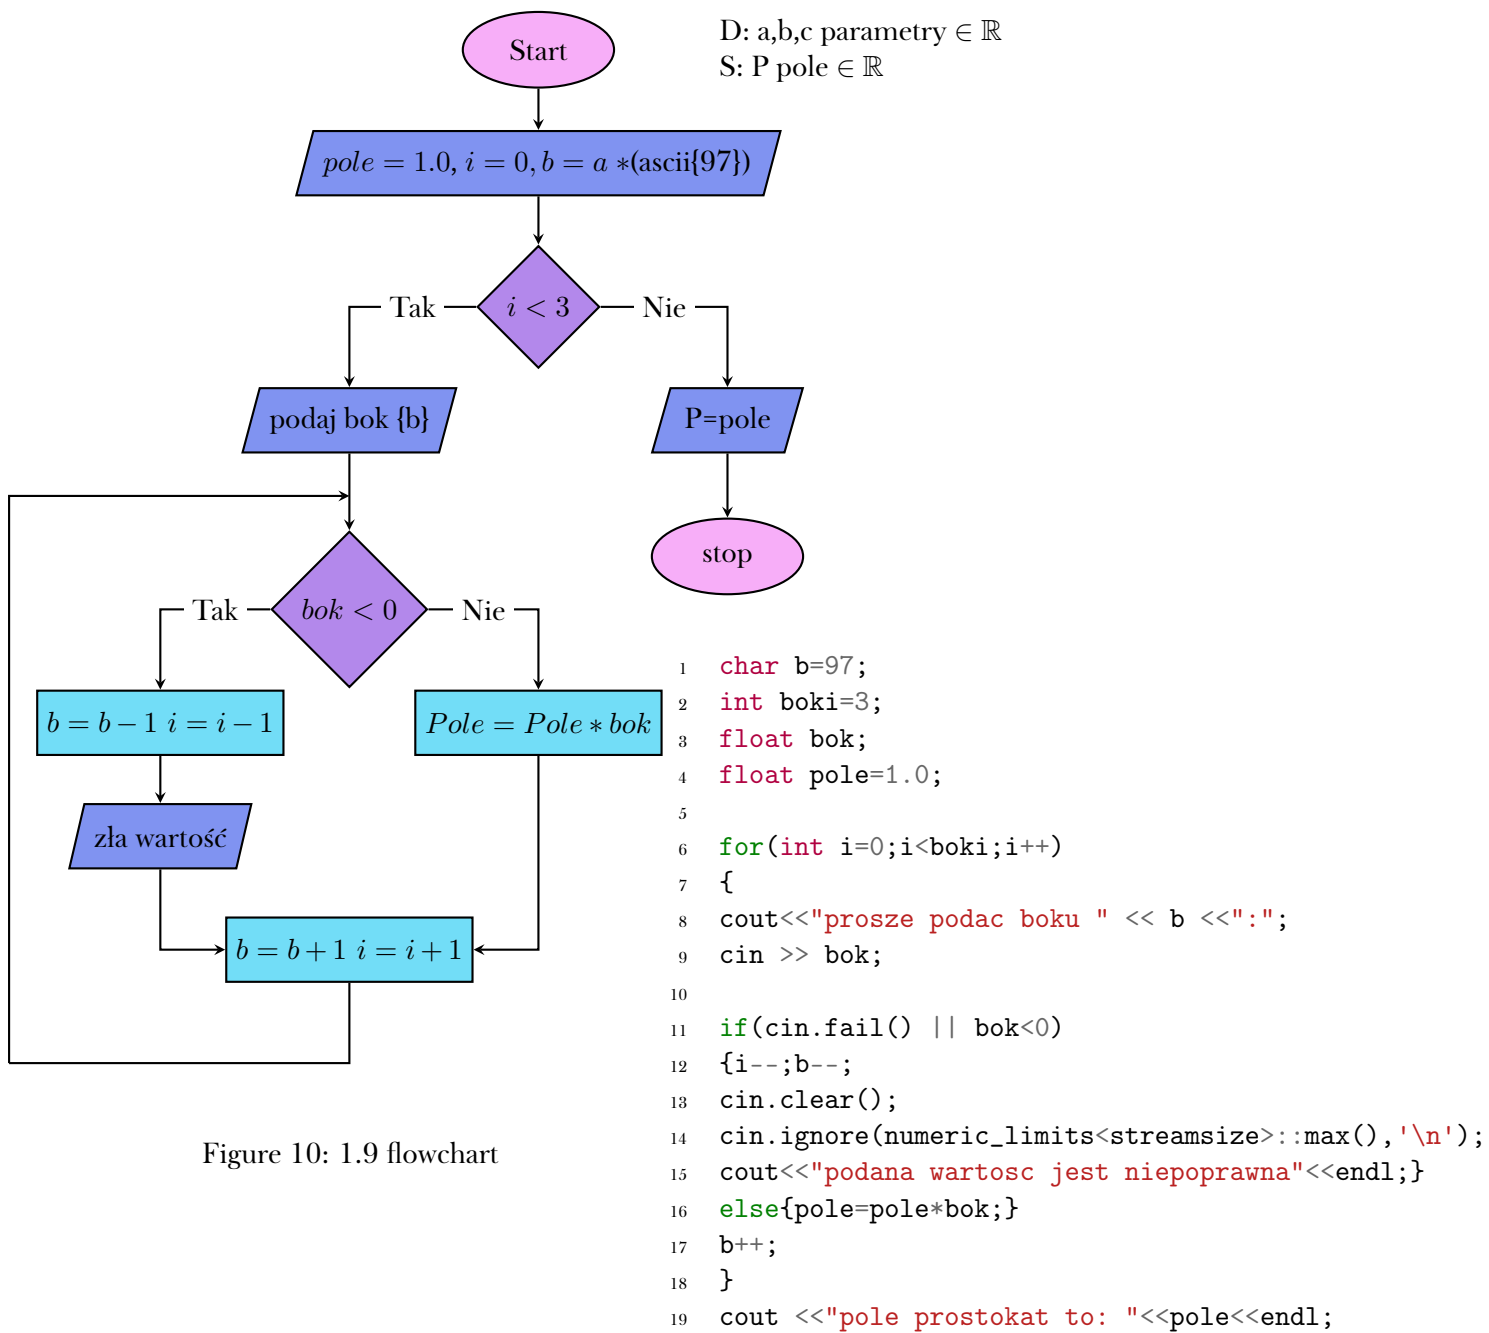 Start
D: a,b,c parametry ∈ ℝ
S: P pole ∈ ℝ
pole = 1.0, i = 0, b = a *(ascii{97})
i < 3
Tak
Nie
podaj bok {b}
P=pole
stop
bok < 0
Tak
Nie
b = b − 1 i = i − 1
Pole = Pole * bok
zła wartość
b = b + 1 i = i + 1
Figure 10: 1.9 flowchart
1 char b=97;
2 int boki=3;
3 float bok;
4 float pole=1.0;
5
6 for(int i=0;i<boki;i++)
7 {
8 cout<<"prosze podac boku " << b <<":";
9 cin >> bok;
10
11 if(cin.fail() || bok<0)
12 {i--;b--;
13 cin.clear();
14 cin.ignore(numeric_limits<streamsize>::max(),'\n');
15 cout<<"podana wartosc jest niepoprawna"<<endl;}
16 else{pole=pole*bok;}
17 b++;
18 }
19 cout <<"pole prostokat to: "<<pole<<endl;